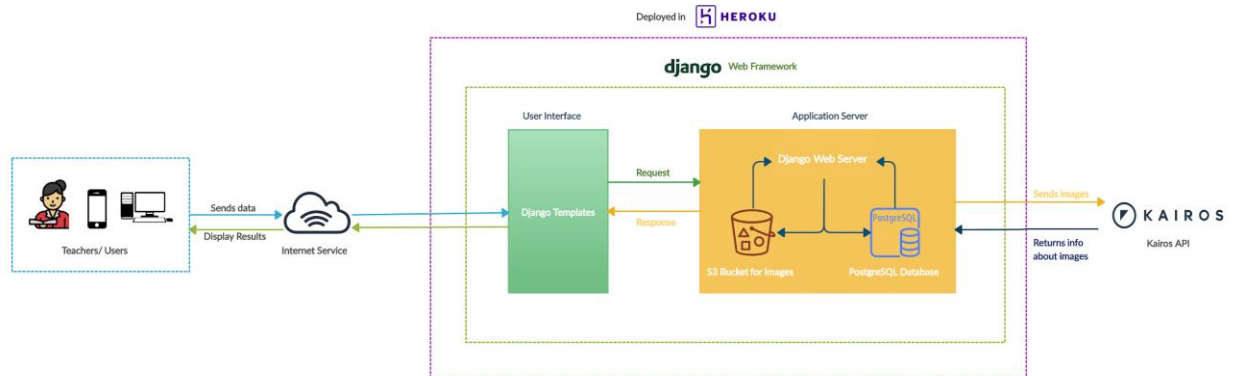 Deployed in HEROKU
django Web Framework
User Interface
Application Server
Django Web Server
Request
Sends images
Sends data
Django Templates
PostgreSQL
KAIROS
Response
Display Results
Returns info
about images
Kairos API
Teachers/ Users
Internet Service
S3 Bucket for Images
PostgreSQL Database